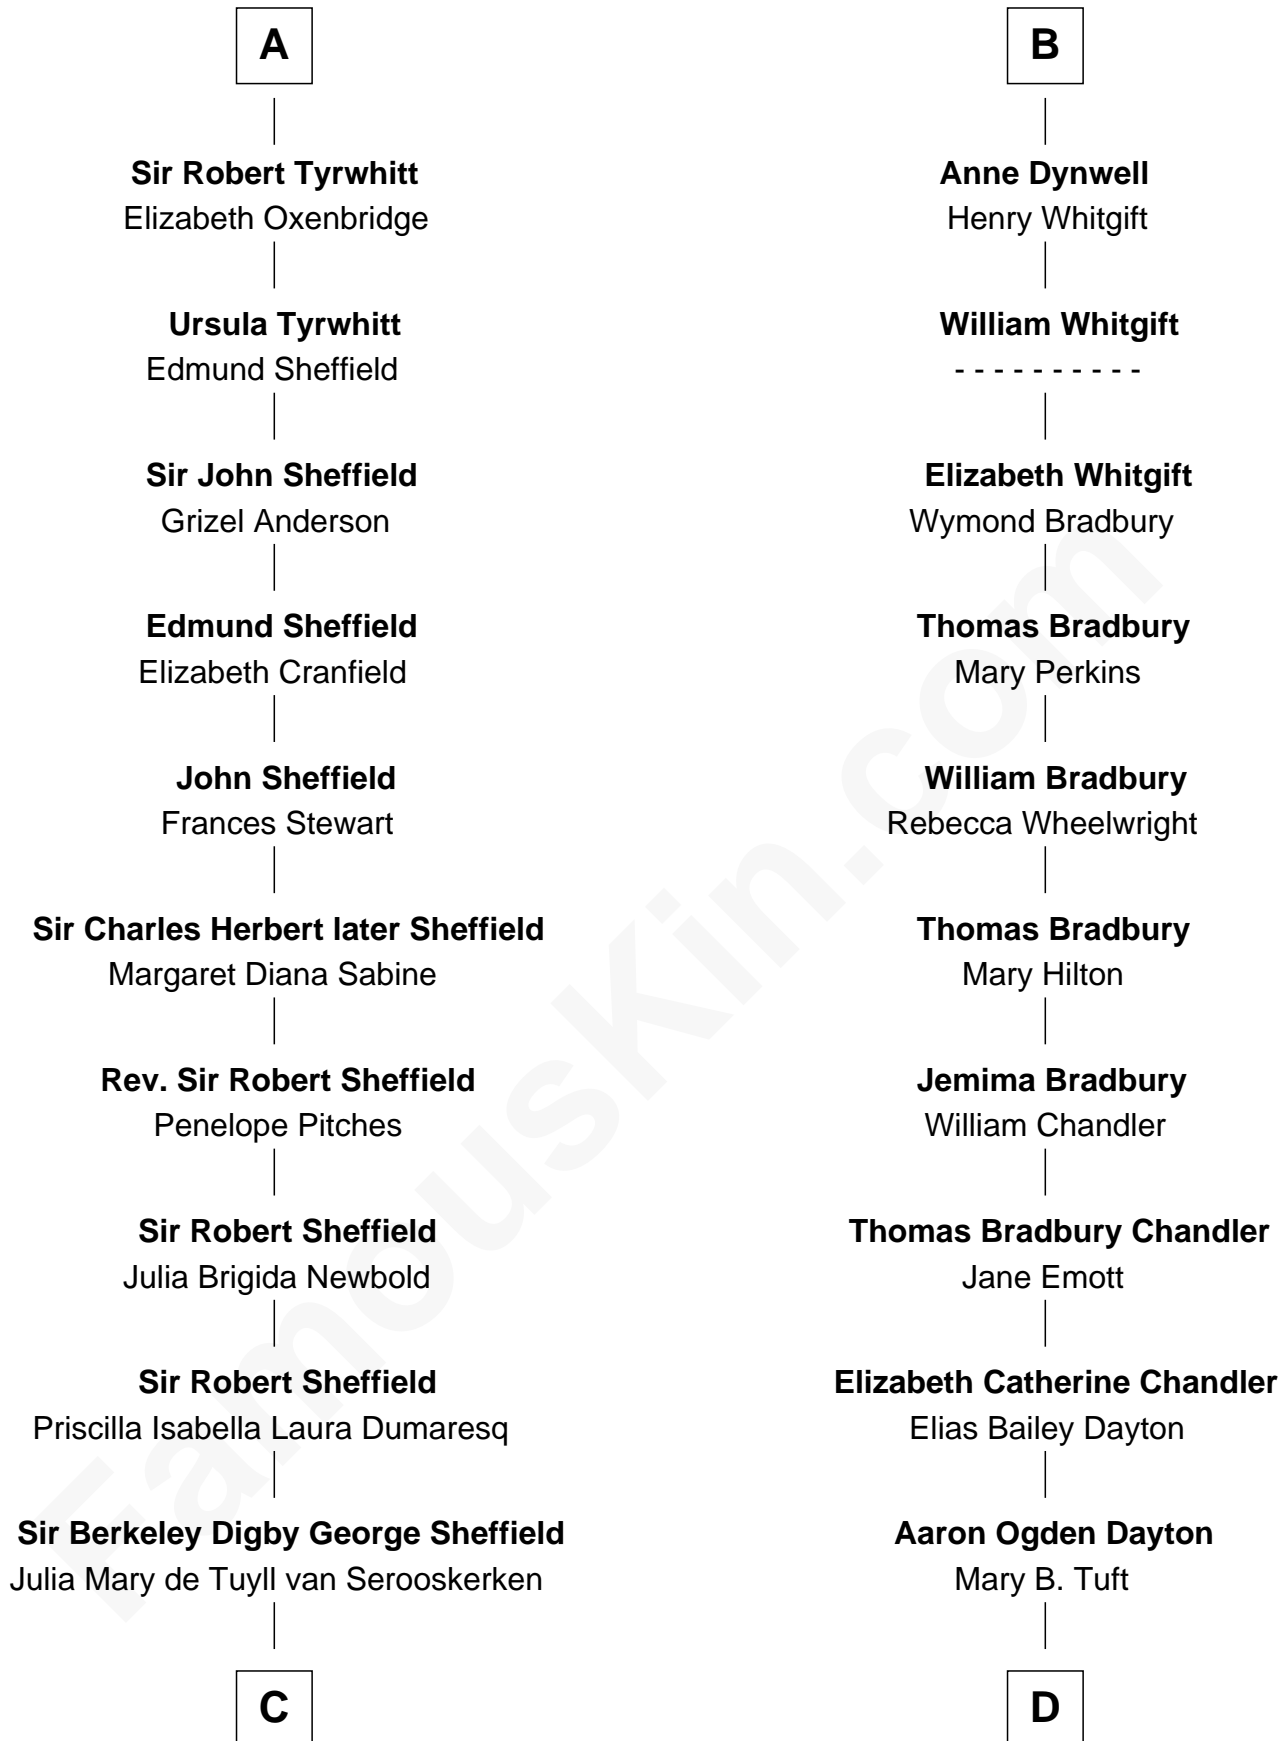 A
Sir Robert Tyrwhitt
Elizabeth Oxenbridge
Ursula Tyrwhitt
Edmund Sheffield
Sir John Sheffield
Grizel Anderson
Edmund Sheffield
Elizabeth Cranfield
John Sheffield
Frances Stewart
Sir Charles Herbert later Sheffield
Margaret Diana Sabine
Rev. Sir Robert Sheffield
Penelope Pitches
Sir Robert Sheffield
Julia Brigida Newbold
Sir Robert Sheffield
Priscilla Isabella Laura Dumaresq
Sir Berkeley Digby George Sheffield
Julia Mary de Tuyll van Serooskerken
C
B
Anne Dynwell
Henry Whitgift
William Whitgift
- - - - - - - - - -
Elizabeth Whitgift
Wymond Bradbury
Thomas Bradbury
Mary Perkins
William Bradbury
Rebecca Wheelwright
Thomas Bradbury
Mary Hilton
Jemima Bradbury
William Chandler
Thomas Bradbury Chandler
Jane Emott
Elizabeth Catherine Chandler
Elias Bailey Dayton
Aaron Ogden Dayton
Mary B. Tuft
D
FamousKin.com